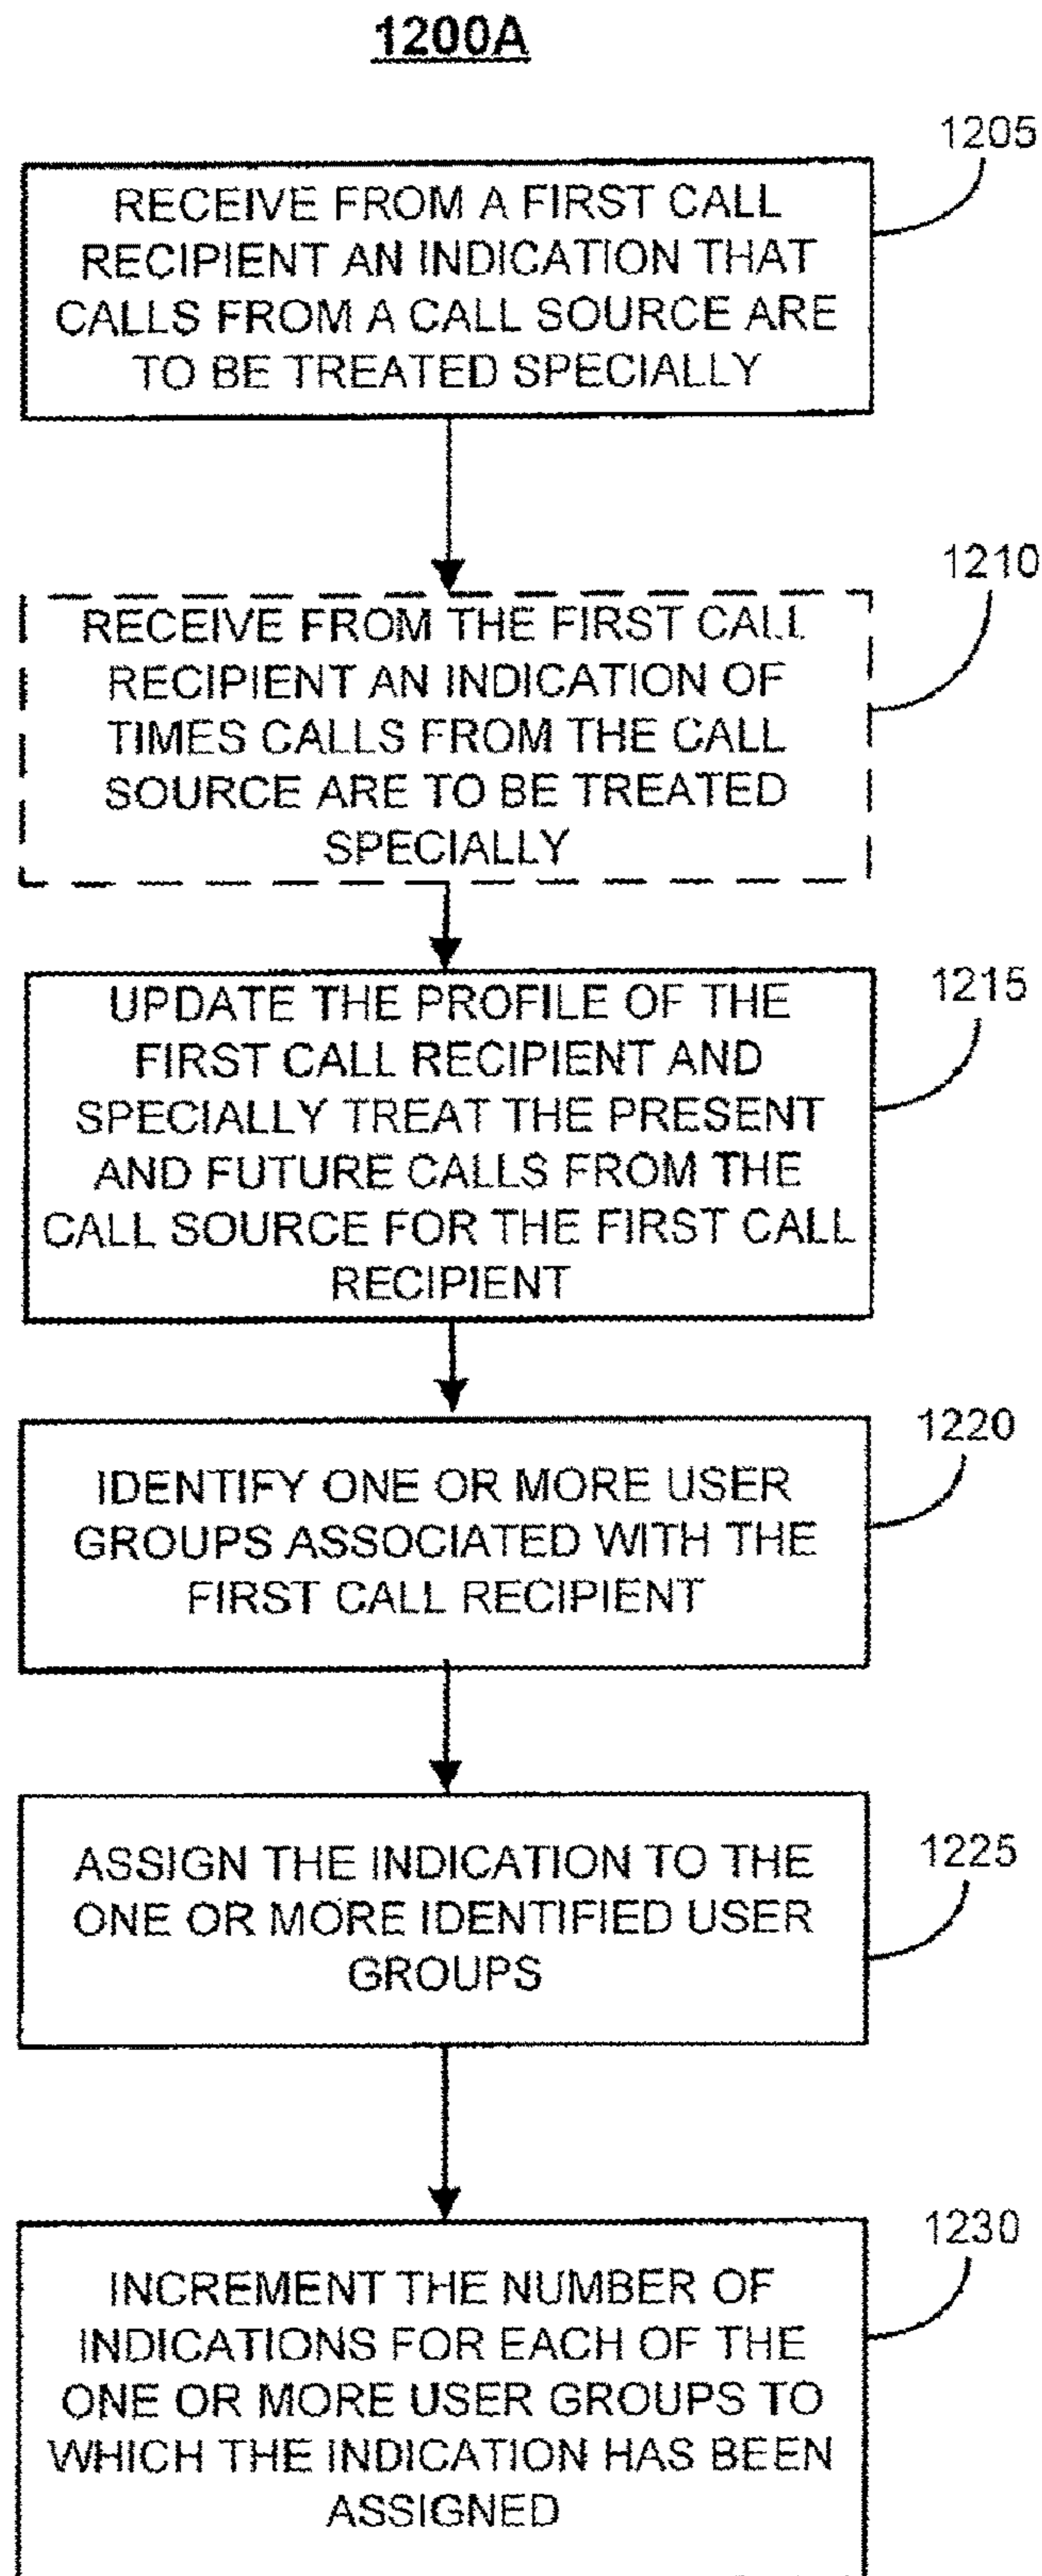 1200A
1205
RECEIVE FROM A FIRST CALL
RECIPIENT AN INDICATION THAT
CALLS FROM A CALL SOURCE ARE
TO BE TREATED SPECIALLY
1210
RECEIVE FROM THE FIRST CALL
RECIPIENT AN INDICATION OF
TIMES CALLS FROM THE CALL
SOURCE ARE TO BE TREATED
SPECIALLY
1215
UPDATE THE PROFILE OF THE
FIRST CALL RECIPIENT AND
SPECIALLY TREAT THE PRESENT
AND FUTURE CALLS FROM THE
CALL SOURCE FOR THE FIRST CALL
RECIPIENT
1220
IDENTIFY ONE OR MORE USER
GROUPS ASSOCIATED WITH THE
FIRST CALL RECIPIENT
1225
ASSIGN THE INDICATION TO THE
ONE OR MORE IDENTIFIED USER
GROUPS
1230
INCREMENT THE NUMBER OF
INDICATIONS FOR EACH OF THE
ONE OR MORE USER GROUPS TO
WHICH THE INDICATION HAS BEEN
ASSIGNED